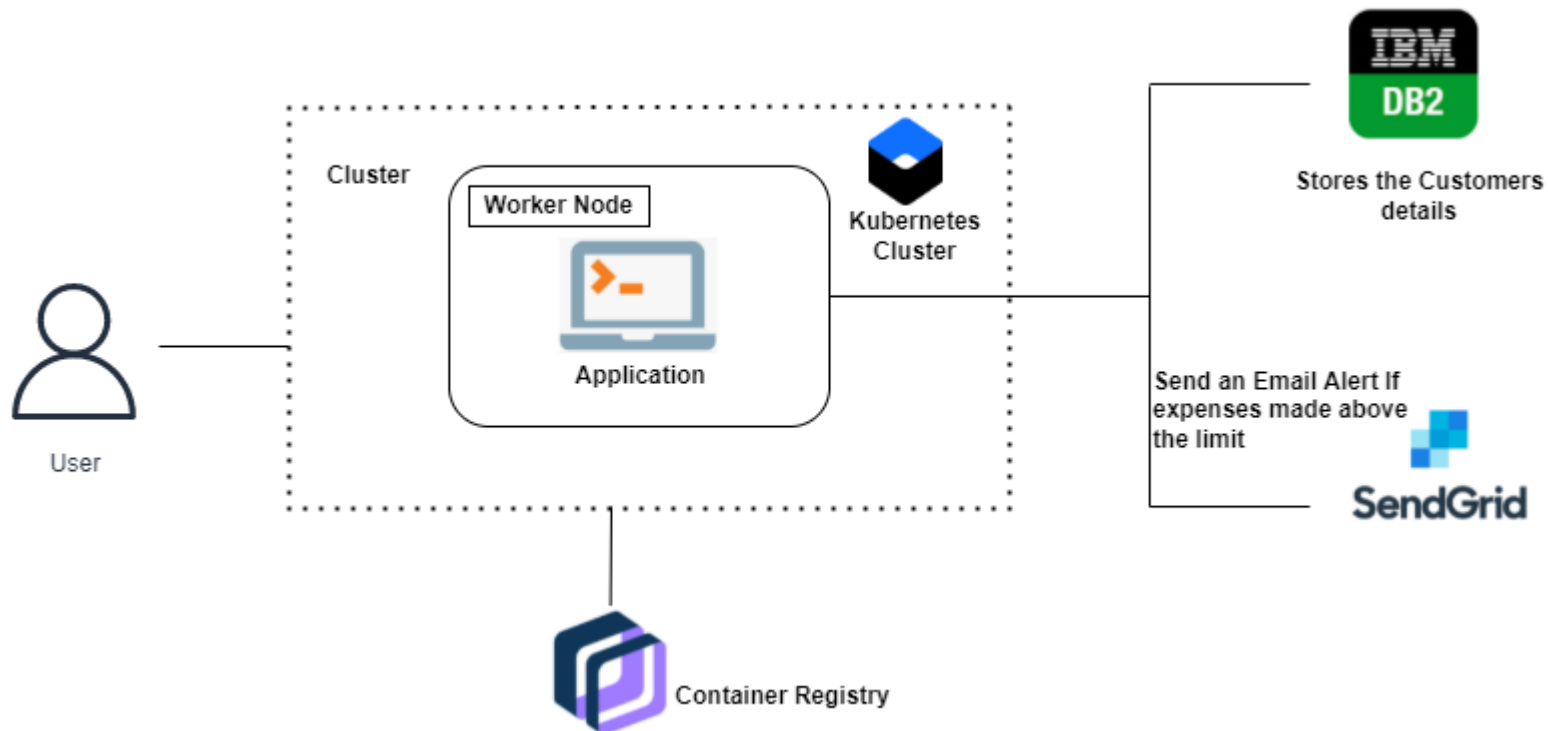 IBM
DB2
Stores the Customers
details
Cluster
Worker Node
Kubernetes
Cluster
Application
User
Send an Email Alert If
expenses made above
the limit
SendGrid
Container Registry